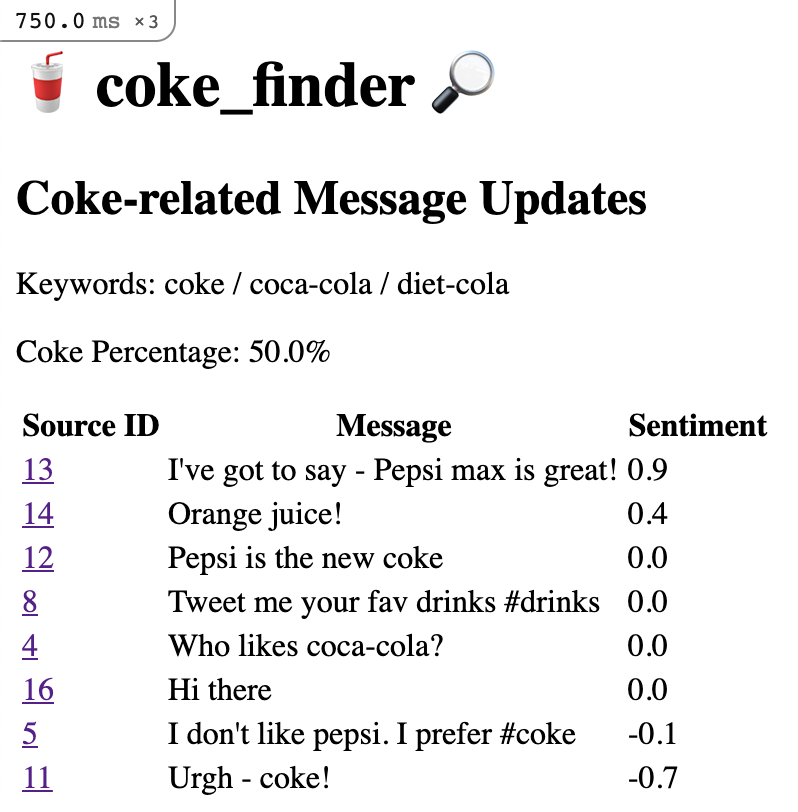 750.0 ms ×3
coke_finder
Coke-related Message Updates
Keywords: coke / coca-cola / diet-cola
Coke Percentage: 50.0%
Source ID Message Sentiment
13 I've got to say - Pepsi max is great! 0.9
14 Orange juice! 0.4
12 Pepsi is the new coke 0.0
8 Tweet me your fav drinks #drinks 0.0
4 Who likes coca-cola? 0.0
16 Hi there 0.0
5 I don't like pepsi. I prefer #coke -0.1
11 Urgh - coke! -0.7